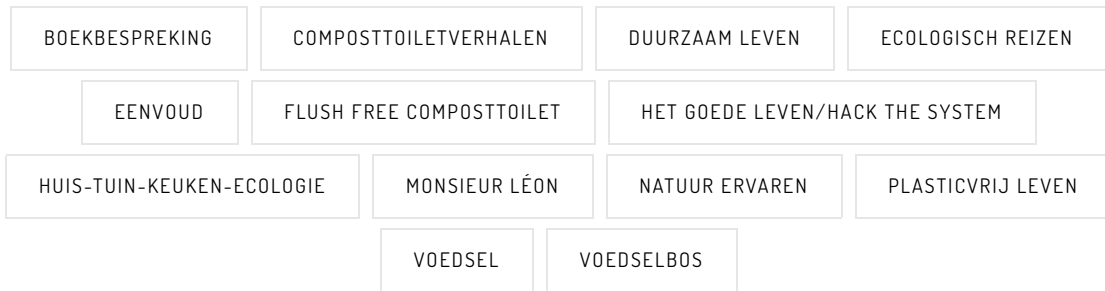 BOEKBESPREKING COMPOSTTOILETVERHALEN DUURZAAM LEVEN ECOLOGISCH REIZEN
EENVOUD FLUSH FREE COMPOSTTOILET HET GOEDE LEVEN/HACK THE SYSTEM
HUIS-TUIN-KEUKEN-ECOLOGIE MONSIEUR LÉON NATUUR ERVAREN PLASTICVRIJ LEVEN
VOEDSEL VOEDSELBOS